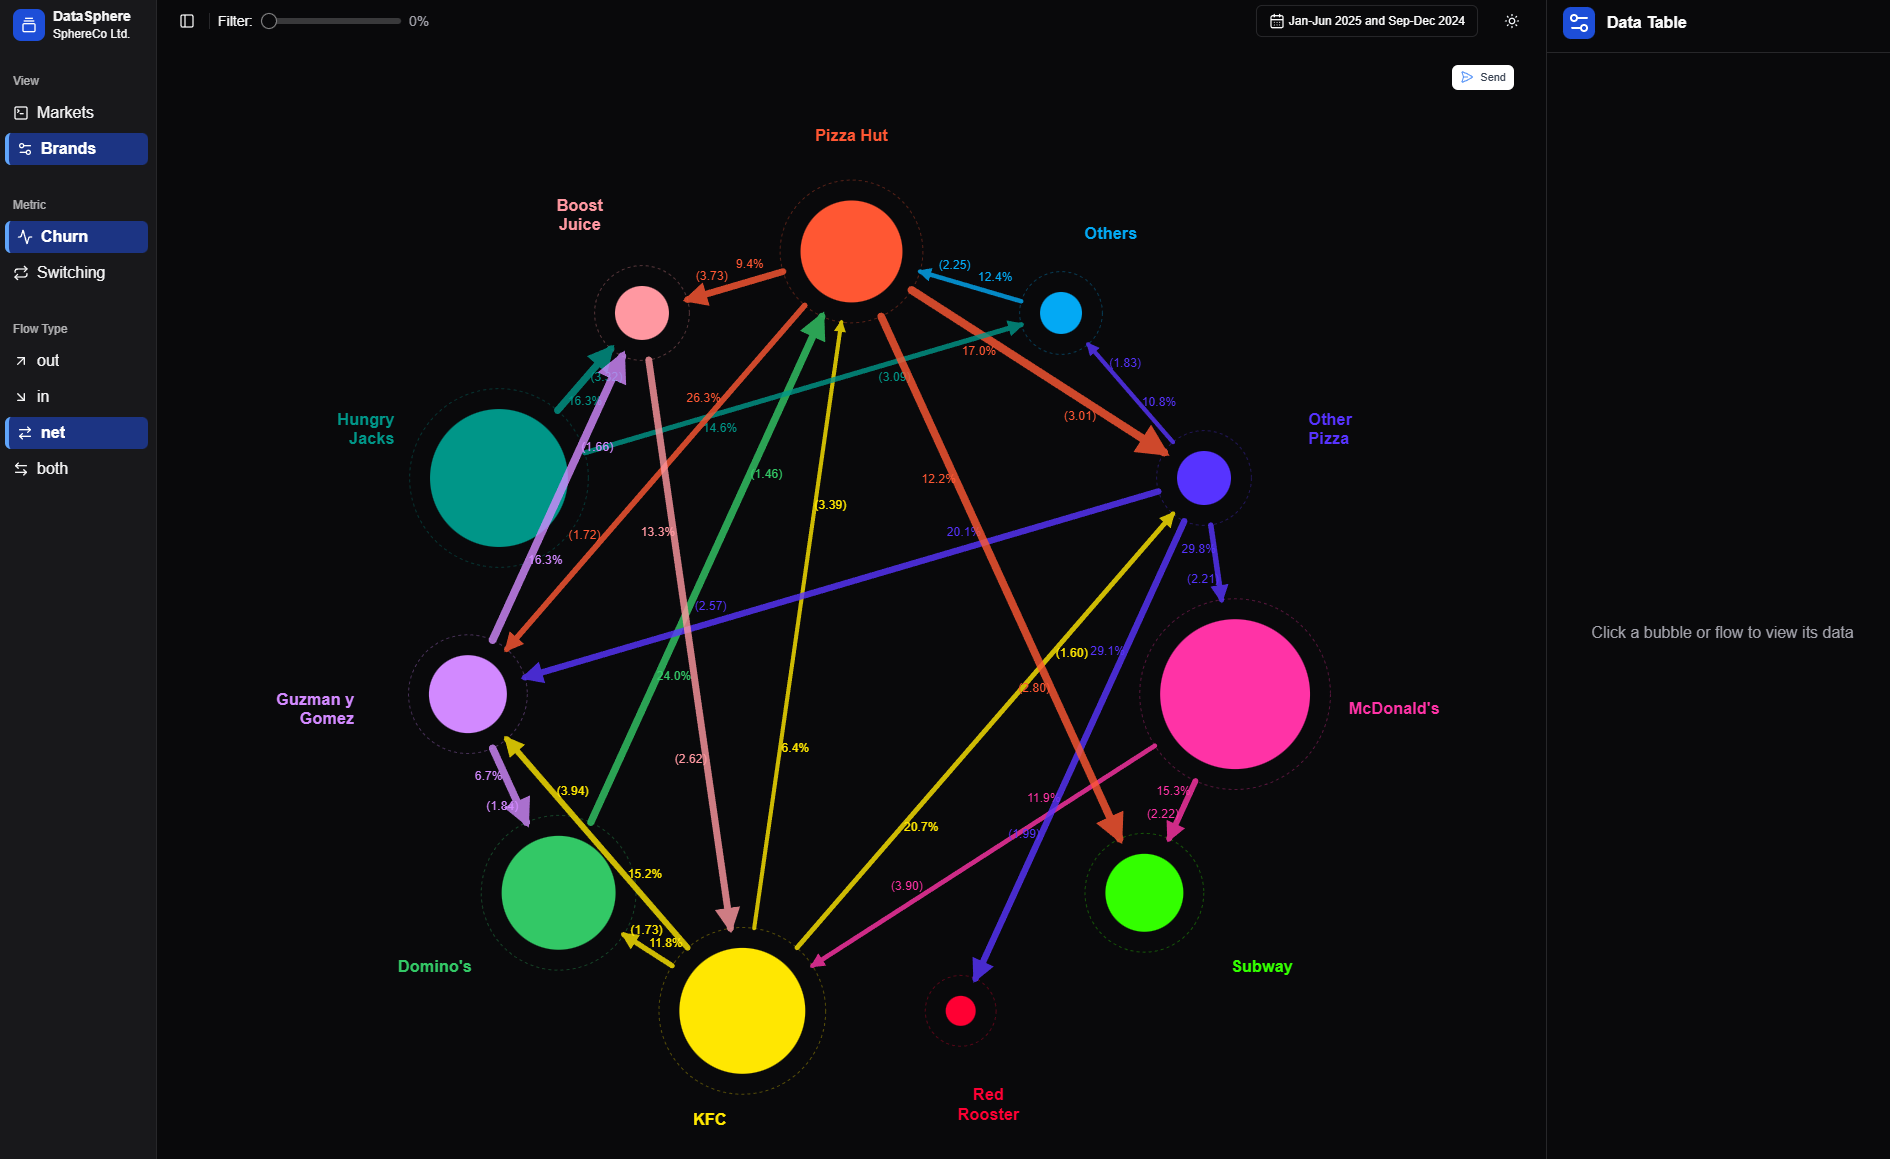 DataSphere
SphereCo Ltd.
View
Markets
Brands
Metric
Churn
Switching
Flow Type
out
in
net
both
Filter:
0%
Jan-Jun 2025 and Sep-Dec 2024
Send
Data Table
Click a bubble or flow to view its data
Pizza Hut
Boost
Juice
Others
Hungry
Jacks
Other
Pizza
Guzman y
Gomez
McDonald's
Domino's
Subway
KFC
Red
Rooster
9.4%
(3.73)
(2.25)
12.4%
17.0%
(3.01)
(1.83)
10.8%
(3.09)
14.6%
26.3%
(1.72)
16.3%
(1.66)
16.3%
13.3%
(2.62)
(1.46)
24.0%
(3.39)
6.4%
12.2%
(2.80)
20.1%
(2.57)
29.8%
(2.21)
(1.60)
20.7%
29.1%
(1.99)
11.9%
(3.90)
15.3%
(2.22)
6.7%
(1.84)
(3.94)
15.2%
(1.73)
11.8%